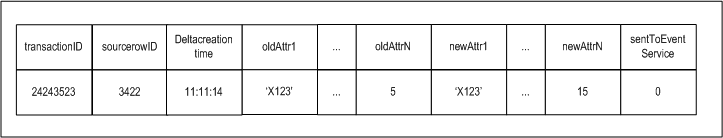 transactionID sourcerowID Deltacreation time oldAttr1 ... oldAttrN newAttr1 ... newAttrN sentToEvent Service
24243523 3422 11:11:14 'X123' ... 5 'X123' ... 15 0